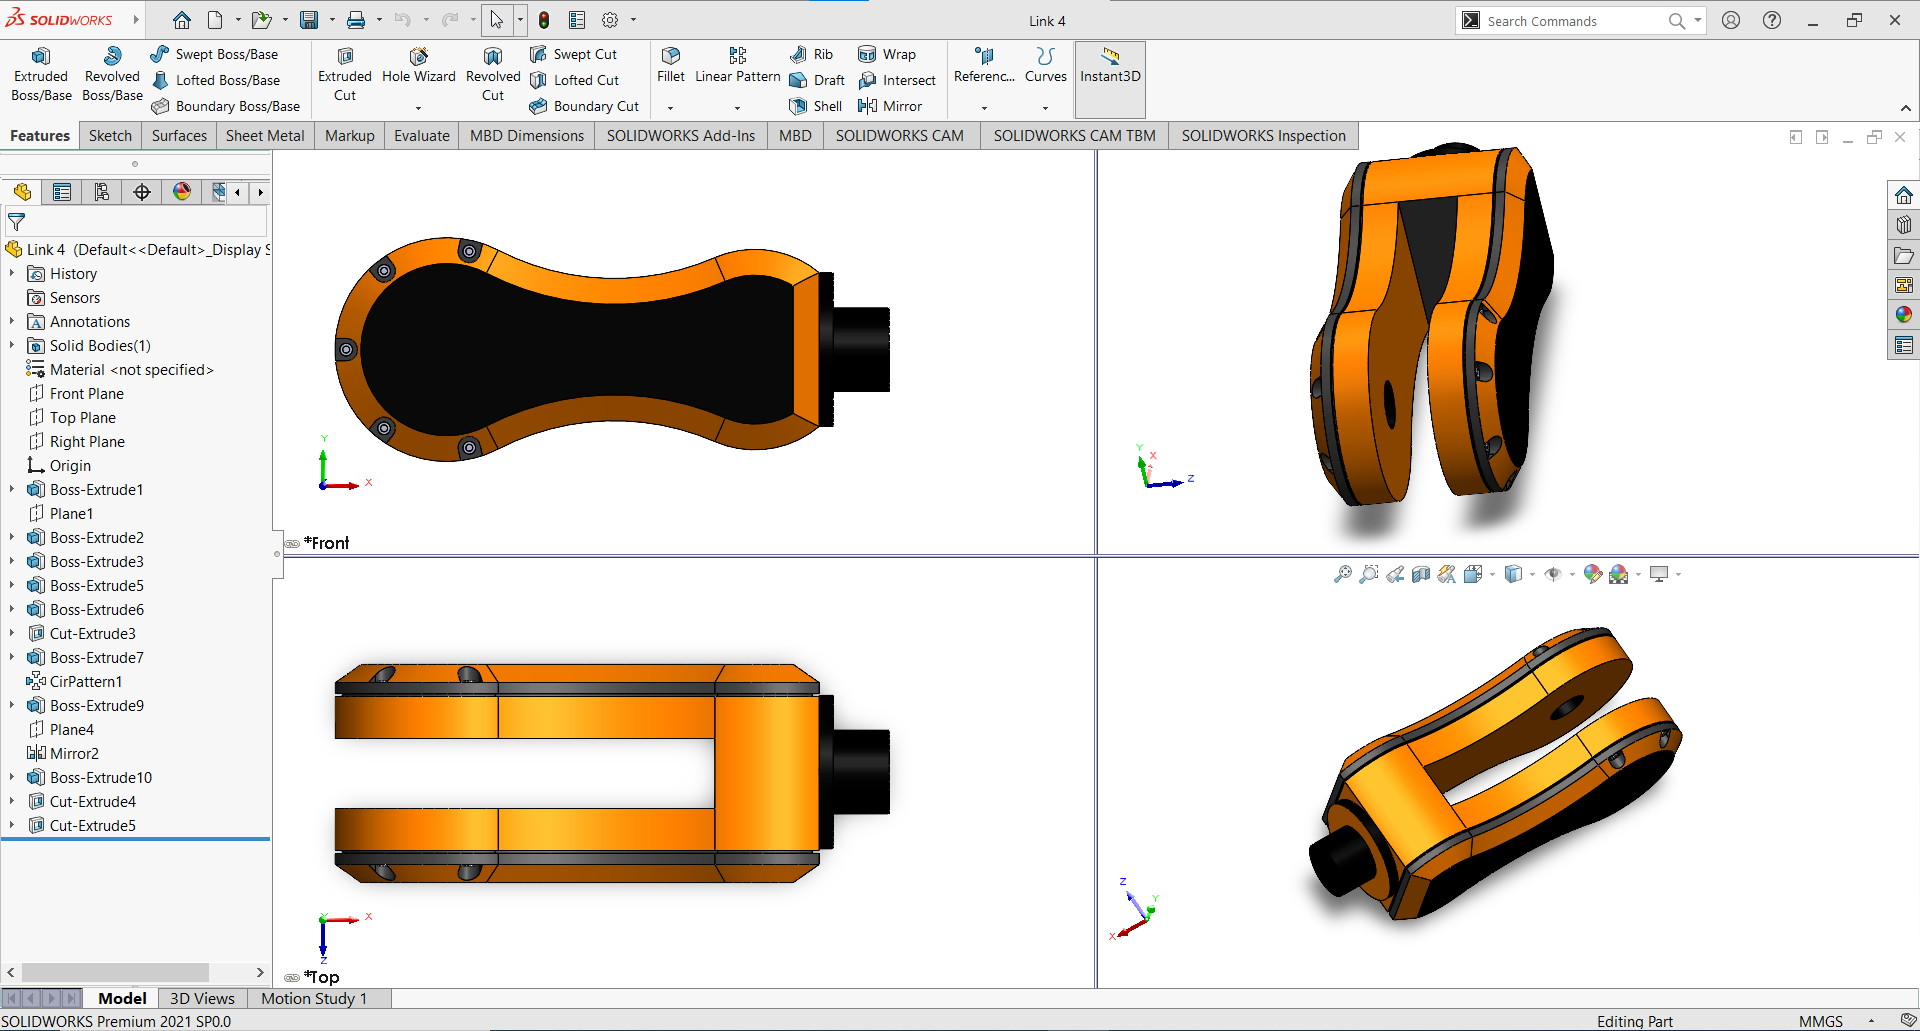 SOLIDWORKS
Link 4
Search Commands
Extruded Boss/Base
Revolved Boss/Base
Swept Boss/Base
Lofted Boss/Base
Boundary Boss/Base
Extruded Cut
Hole Wizard
Revolved Cut
Swept Cut
Lofted Cut
Boundary Cut
Fillet
Linear Pattern
Rib
Draft
Shell
Wrap
Intersect
Mirror
Referenc...
Curves
Instant3D
Features
Sketch
Surfaces
Sheet Metal
Markup
Evaluate
MBD Dimensions
SOLIDWORKS Add-Ins
MBD
SOLIDWORKS CAM
SOLIDWORKS CAM TBM
SOLIDWORKS Inspection
Link 4 (Default<<Default>_Display S
History
Sensors
Annotations
Solid Bodies(1)
Material <not specified>
Front Plane
Top Plane
Right Plane
Origin
Boss-Extrude1
Plane1
Boss-Extrude2
Boss-Extrude3
Boss-Extrude5
Boss-Extrude6
Cut-Extrude3
Boss-Extrude7
CirPattern1
Boss-Extrude9
Plane4
Mirror2
Boss-Extrude10
Cut-Extrude4
Cut-Extrude5
Y
X
*Front
Y
X
Z
Y
X
Z
*Top
Z
Y
X
Model
3D Views
Motion Study 1
SOLIDWORKS Premium 2021 SP0.0
Editing Part
MMGS